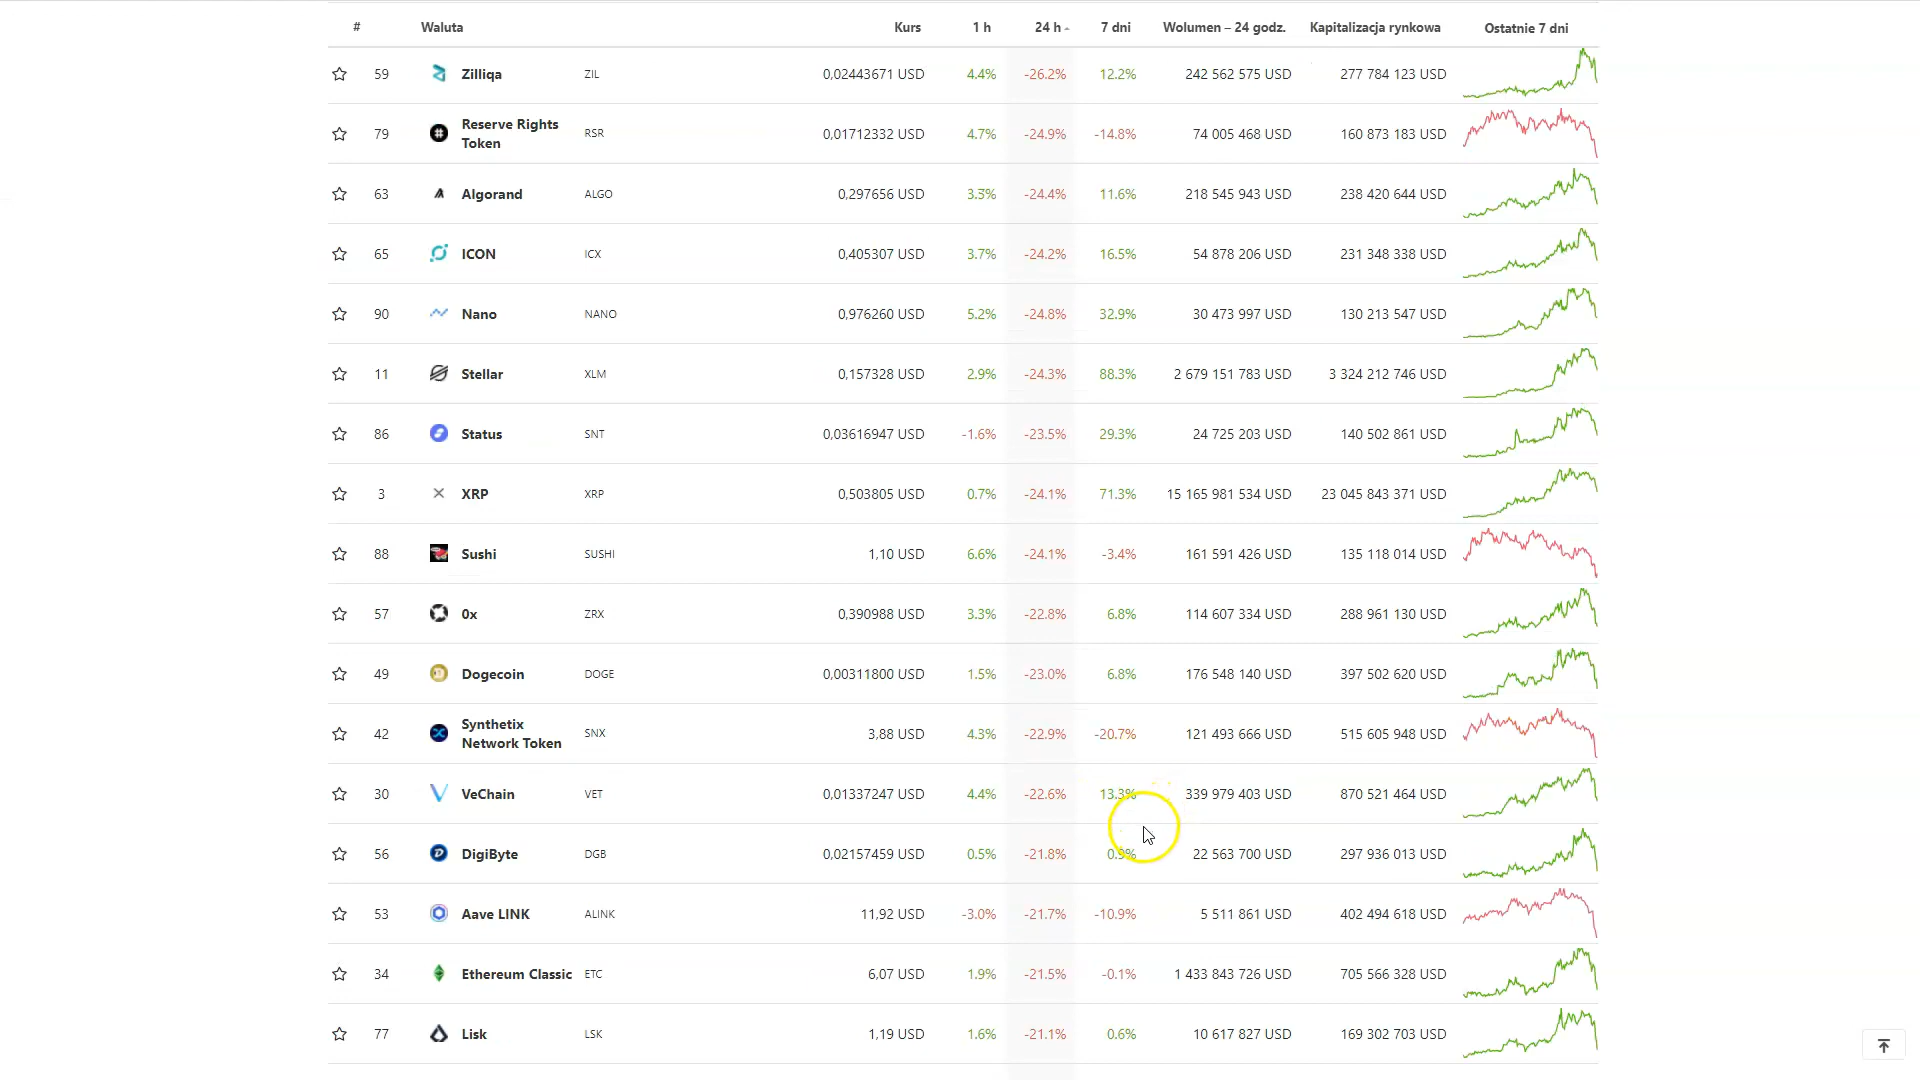 # Waluta Kurs 1 h 24 h 7 dni Wolumen – 24 godz. Kapitalizacja rynkowa Ostatnie 7 dni
59 Zilliqa ZIL 0,02443671 USD 4.4% -26.2% 12.2% 242 562 575 USD 277 784 123 USD
79 Reserve Rights Token RSR 0,01712332 USD 4.7% -24.9% -14.8% 74 005 468 USD 160 873 183 USD
63 Algorand ALGO 0,297656 USD 3.3% -24.4% 11.6% 218 545 943 USD 238 420 644 USD
65 ICON ICX 0,405307 USD 3.7% -24.2% 16.5% 54 878 206 USD 231 348 338 USD
90 Nano NANO 0,976260 USD 5.2% -24.8% 32.9% 30 473 997 USD 130 213 547 USD
11 Stellar XLM 0,157328 USD 2.9% -24.3% 88.3% 2 679 151 783 USD 3 324 212 746 USD
86 Status SNT 0,03616947 USD -1.6% -23.5% 29.3% 24 725 203 USD 140 502 861 USD
3 XRP XRP 0,503805 USD 0.7% -24.1% 71.3% 15 165 981 534 USD 23 045 843 371 USD
88 Sushi SUSHI 1,10 USD 6.6% -24.1% -3.4% 161 591 426 USD 135 118 014 USD
57 0x ZRX 0,390988 USD 3.3% -22.8% 6.8% 114 607 334 USD 288 961 130 USD
49 Dogecoin DOGE 0,00311800 USD 1.5% -23.0% 6.8% 176 548 140 USD 397 502 620 USD
42 Synthetix Network Token SNX 3,88 USD 4.3% -22.9% -20.7% 121 493 666 USD 515 605 948 USD
30 VeChain VET 0,01337247 USD 4.4% -22.6% 13.3% 339 979 403 USD 870 521 464 USD
56 DigiByte DGB 0,02157459 USD 0.5% -21.8% 0.9% 22 563 700 USD 297 936 013 USD
53 Aave LINK ALINK 11,92 USD -3.0% -21.7% -10.9% 5 511 861 USD 402 494 618 USD
34 Ethereum Classic ETC 6,07 USD 1.9% -21.5% -0.1% 1 433 843 726 USD 705 566 328 USD
77 Lisk LSK 1,19 USD 1.6% -21.1% 0.6% 10 617 827 USD 169 302 703 USD